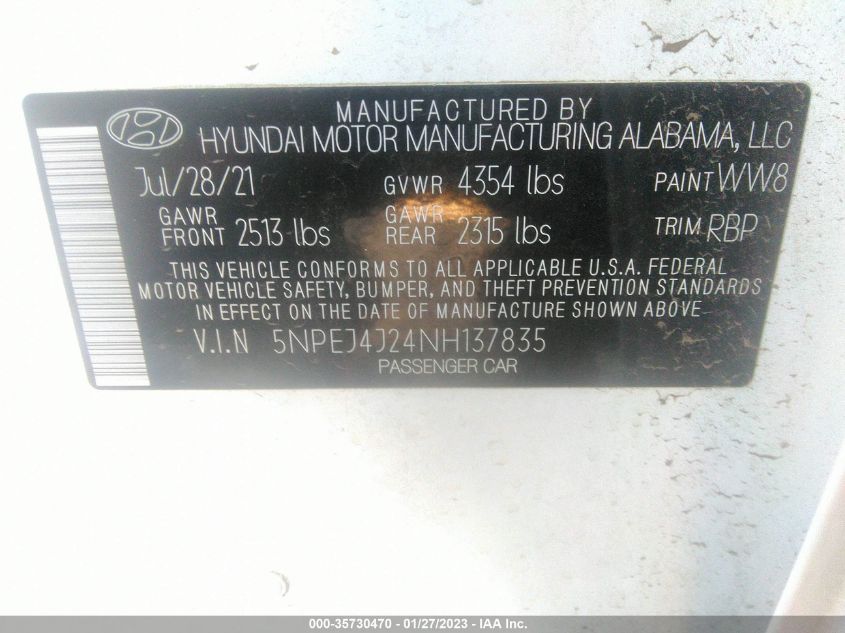 MANUFACTURED BY
HYUNDAI MOTOR MANUFACTURING ALABAMA, LLC
Jul/28/21 GVWR 4354 lbs PAINT WW8
GAWR FRONT 2513 lbs GAWR REAR 2315 lbs TRIM RBP
THIS VEHICLE CONFORMS TO ALL APPLICABLE U.S.A. FEDERAL
MOTOR VEHICLE SAFETY, BUMPER, AND THEFT PREVENTION STANDARDS
IN EFFECT ON THE DATE OF MANUFACTURE SHOWN ABOVE
V.I.N 5NPEJ4J24NH137835
PASSENGER CAR
000-35730470 - 01/27/2023 - IAA Inc.